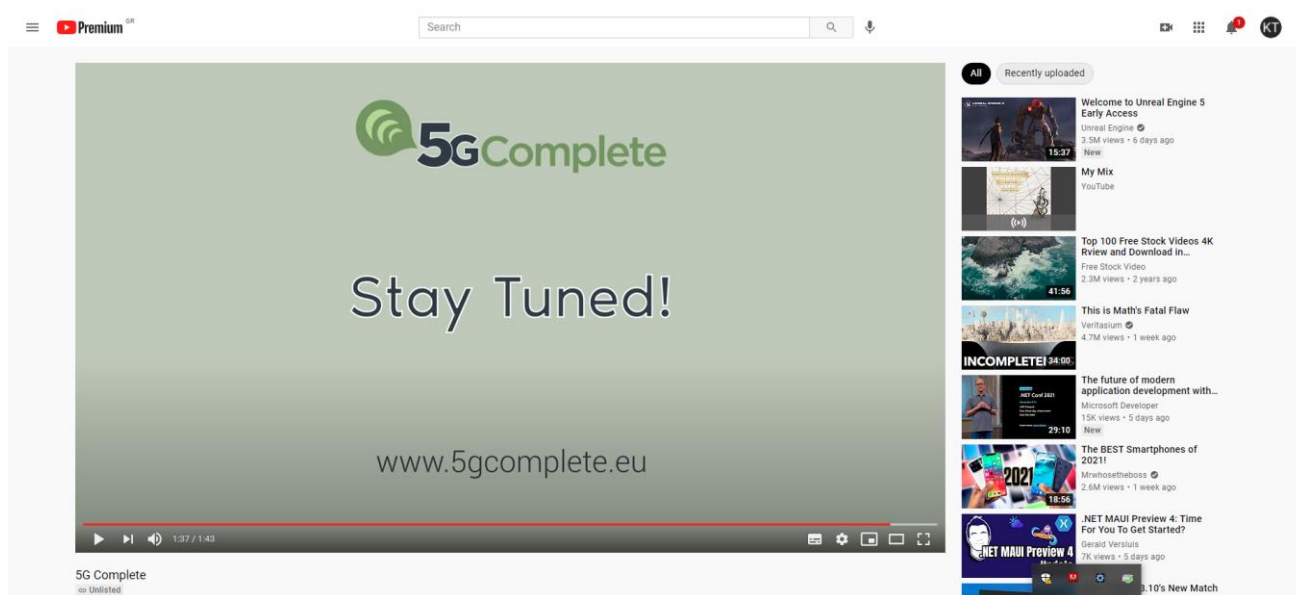 Premium GR
Search
1
KT
5GComplete
Stay Tuned!
www.5gcomplete.eu
1:37 / 1:43
5G Complete
Unlisted
All
Recently uploaded
15:37
Welcome to Unreal Engine 5
Early Access
Unreal Engine
3.5M views • 6 days ago
New
My Mix
YouTube
41:56
Top 100 Free Stock Videos 4K
Rview and Download in...
Free Stock Video
2.3M views • 2 years ago
INCOMPLETE!
34:00
This is Math's Fatal Flaw
Veritasium
4.7M views • 1 week ago
.NET Conf 2021
29:10
The future of modern
application development with...
Microsoft Developer
15K views • 5 days ago
New
2021
18:56
The BEST Smartphones of
2021!
Mrwhosetheboss
2.6M views • 1 week ago
.NET MAUI Preview 4
.NET MAUI Preview 4: Time
For You To Get Started?
Gerald Versluis
7K views • 5 days ago
3.10's New Match